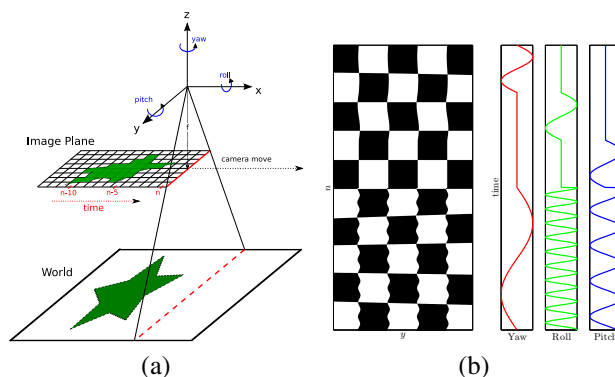 z
yaw
roll
x
pitch
y
f
Image Plane
camera move
n-10
n-5
n
time
World
(a)
n
y
time
Yaw
Roll
Pitch
(b)